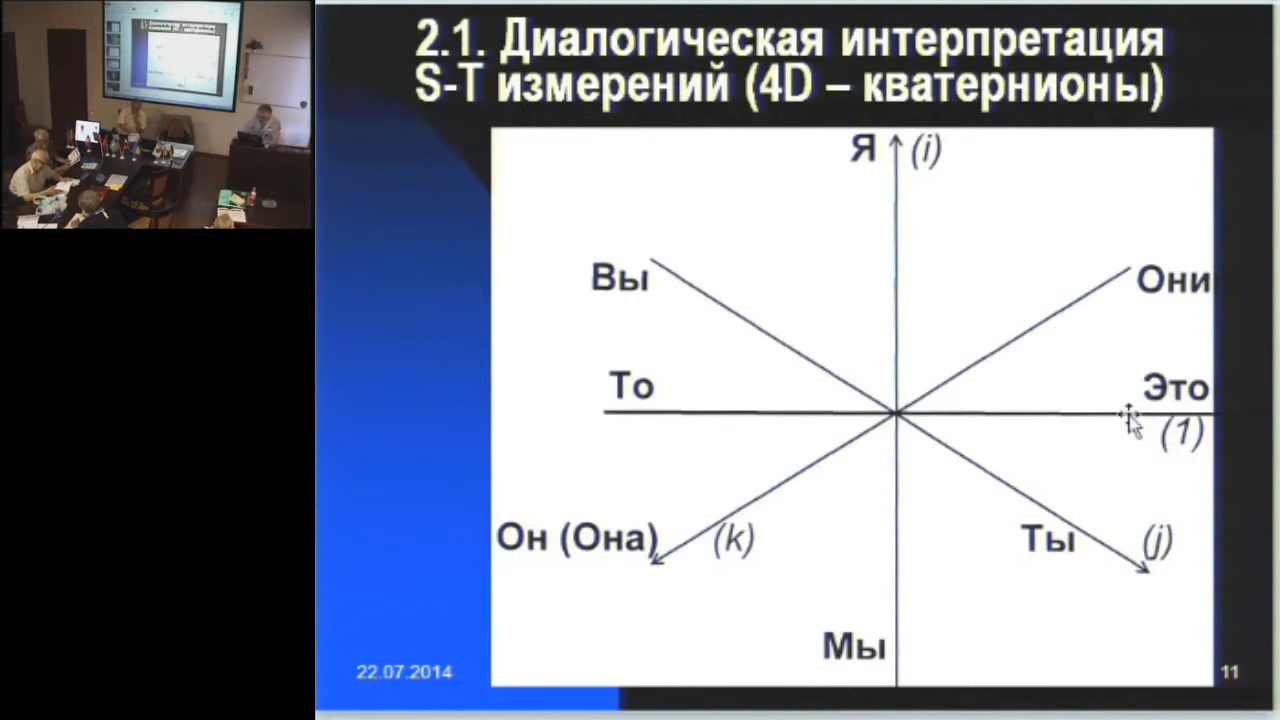 2.1. Диалогическая интерпретация
S-T измерений (4D – кватернионы)
Я (i)
Вы
Они
То
Это
(1)
Он (Она) (k)
Ты (j)
Мы
22.07.2014
11